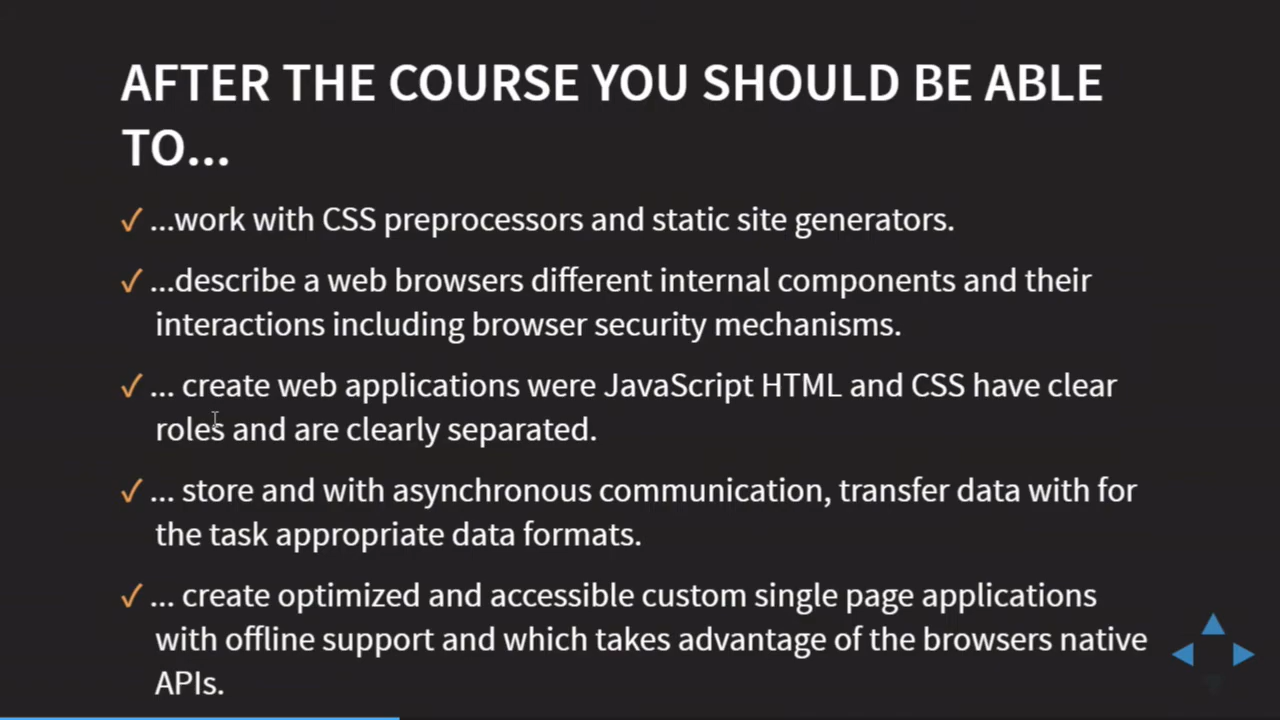 AFTER THE COURSE YOU SHOULD BE ABLE
TO...
✓ ...work with CSS preprocessors and static site generators.
✓ ...describe a web browsers different internal components and their
interactions including browser security mechanisms.
✓ ... create web applications were JavaScript HTML and CSS have clear
roles and are clearly separated.
✓ ... store and with asynchronous communication, transfer data with for
the task appropriate data formats.
✓ ... create optimized and accessible custom single page applications
with offline support and which takes advantage of the browsers native
APIs.